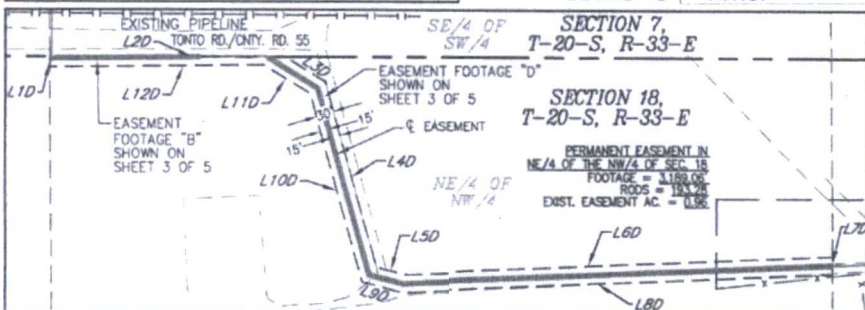 EXISTING PIPELINE
TONTO RD./CNTY. RD. 55
SE/4 OF
SW/4
SECTION 7,
T-20-S, R-33-E
L2D
L3D
L1D
L12D
L11D
EASEMENT FOOTAGE "D"
SHOWN ON
SHEET 3 OF 5
SECTION 18,
T-20-S, R-33-E
EASEMENT
FOOTAGE "B"
SHOWN ON
SHEET 3 OF 5
30'
15'
15'
℄ EASEMENT
L4D
L10D
PERMANENT EASEMENT IN
NE/4 OF THE NW/4 OF SEC. 18
FOOTAGE = 3,189.06'
RODS = 193.28
EXIST. EASEMENT AC. = 0.96
NE/4 OF
NW/4
L5D
L6D
L7D
L9D
L8D